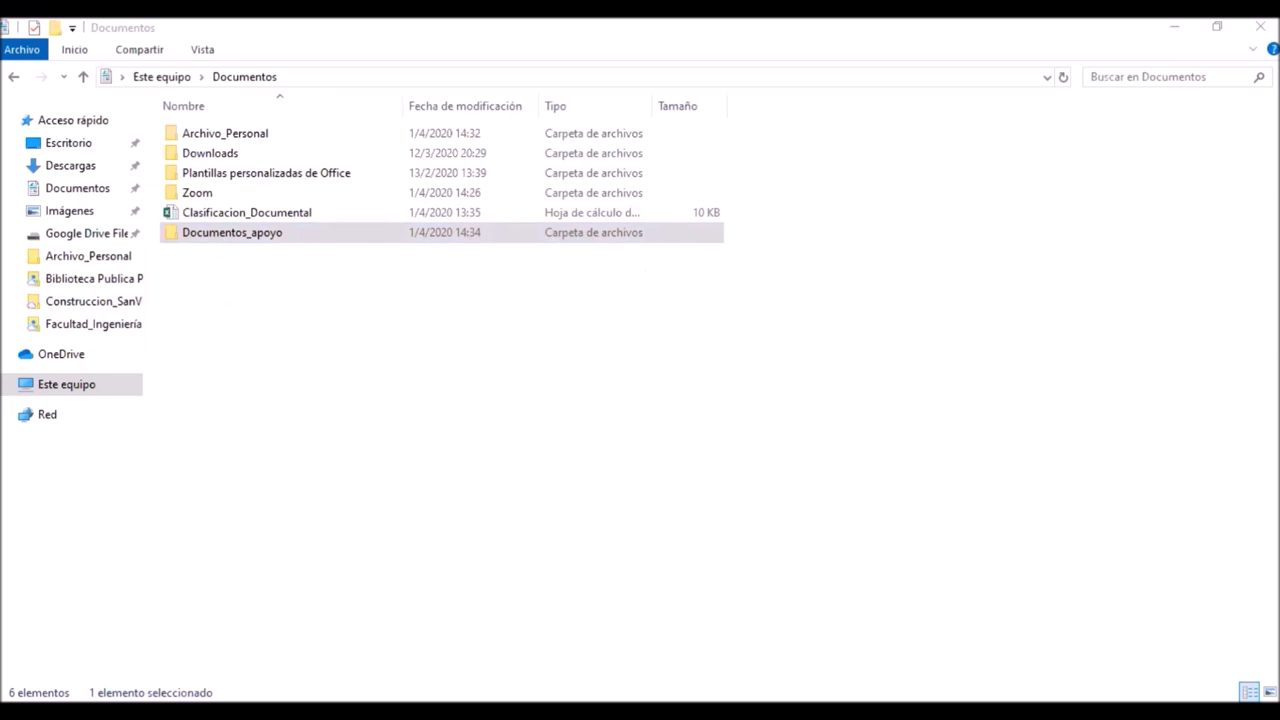 Documentos
Archivo Inicio Compartir Vista
Este equipo Documentos Buscar en Documentos
Nombre Fecha de modificación Tipo Tamaño
Acceso rápido
Escritorio
Descargas
Documentos
Imágenes
Google Drive File
Archivo_Personal
Biblioteca Publica P
Construccion_SanV
Facultad_Ingeniería
OneDrive
Este equipo
Red
Archivo_Personal 1/4/2020 14:32 Carpeta de archivos
Downloads 12/3/2020 20:29 Carpeta de archivos
Plantillas personalizadas de Office 13/2/2020 13:39 Carpeta de archivos
Zoom 1/4/2020 14:26 Carpeta de archivos
Clasificacion_Documental 1/4/2020 13:35 Hoja de cálculo d... 10 KB
Documentos_apoyo 1/4/2020 14:34 Carpeta de archivos
6 elementos 1 elemento seleccionado